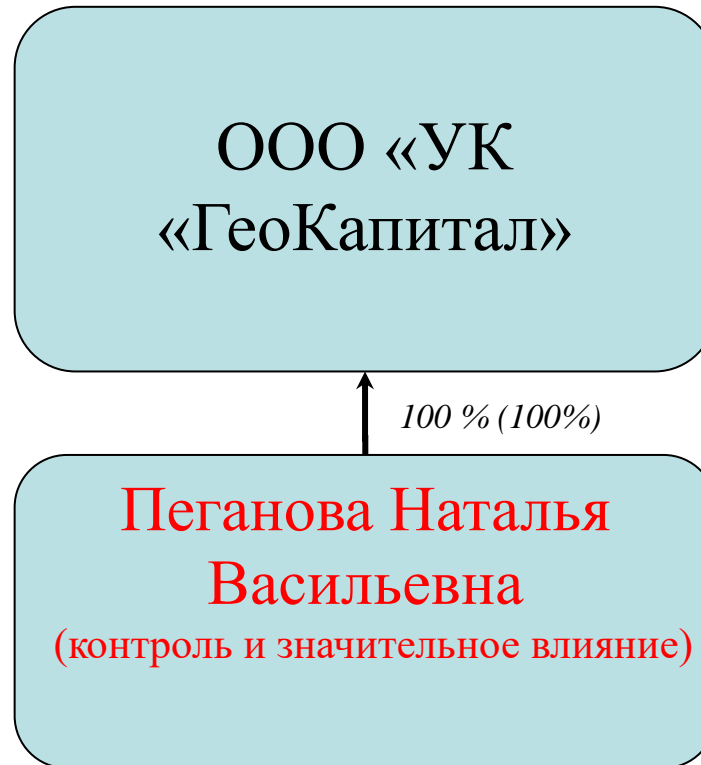 ООО «УК
«ГеоКапитал»
100 % (100%)
Пеганова Наталья
Васильевна
(контроль и значительное влияние)